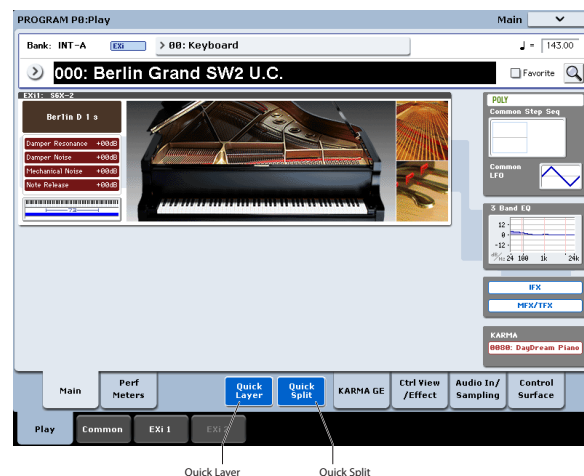 PROGRAM P0:Play
Main
Bank: INT-A
EXi
00: Keyboard
♩ = 143.00
000: Berlin Grand SW2 U.C.
Favorite
EXi1: SGX-2
Berlin D 1 s
Damper Resonance +00dB
Damper Noise +00dB
Mechanical Noise +00dB
Note Release +00dB
73
POLY
Common Step Seq
Common
LFO
3 Band EQ
12
0
-12
dB/Hz 24 100 1k 24k
IFX
MFX/TFX
KARMA
0080: DayDream Piano
Main
Perf
Meters
Quick
Layer
Quick
Split
KARMA GE
Ctrl View
/Effect
Audio In/
Sampling
Control
Surface
Play
Common
EXi 1
EXi 2
Quick Layer
Quick Split